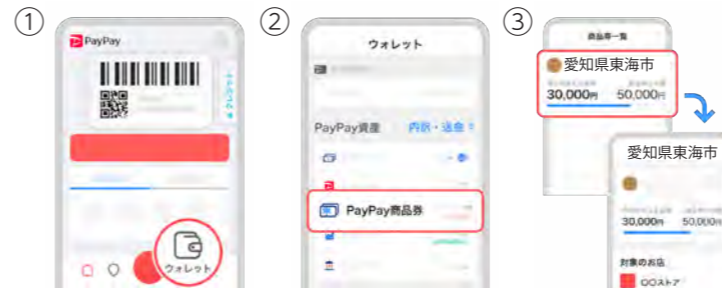 ①
PayPay
ウォレット
②
ウォレット
PayPay資産 内訳・送金
PayPay商品券
③
商品券一覧
愛知県東海市
30,000円 50,000円
愛知県東海市
30,000円 50,000円
対象のお店
〇〇ストア